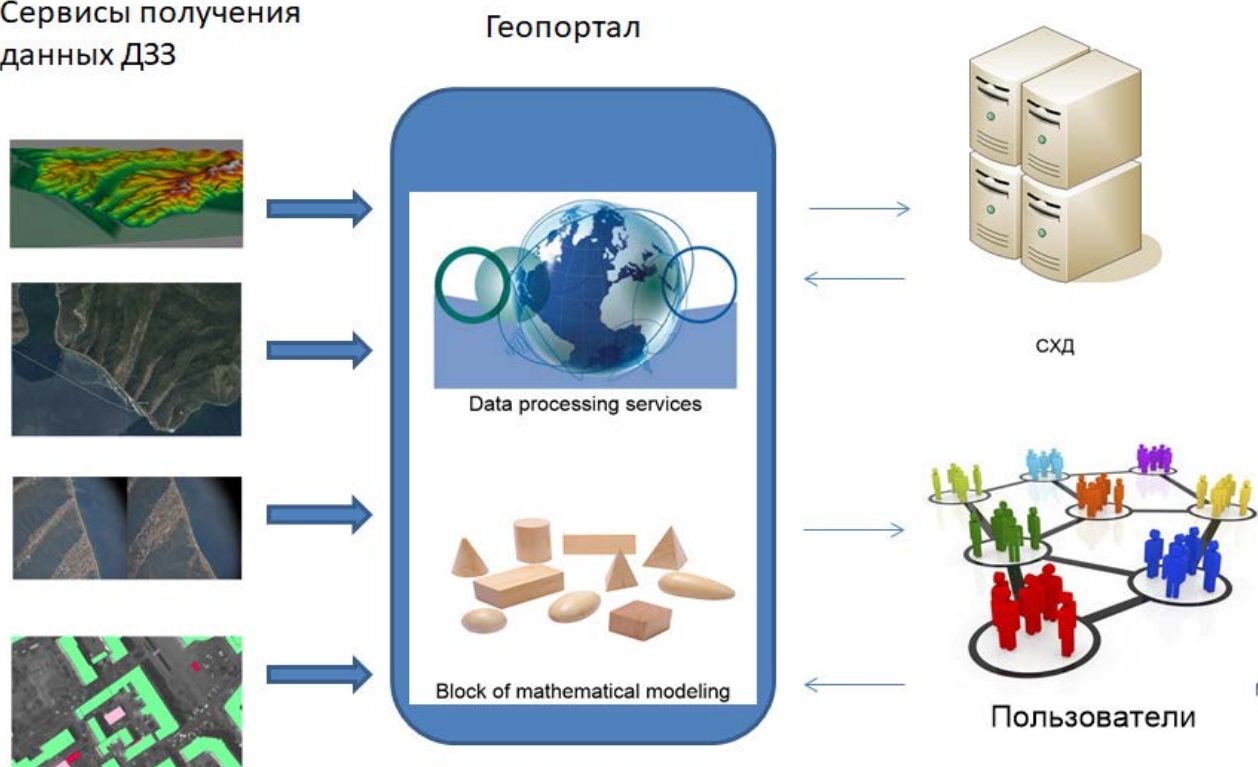 Сервисы получения
данных ДЗЗ
Геопортал
Data processing services
Block of mathematical modeling
СХД
Пользователи